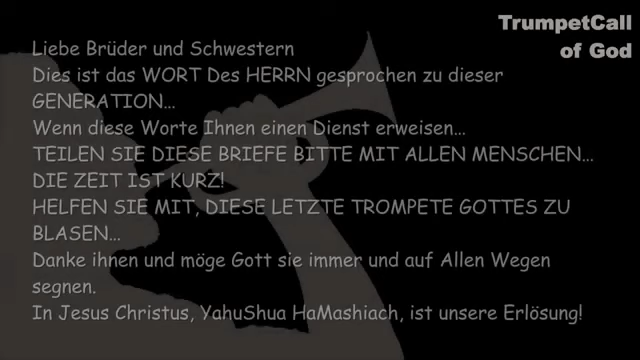 TrumpetCall
of God
Liebe Brüder und Schwestern
Dies ist das WORT Des HERRN gesprochen zu dieser
GENERATION...
Wenn diese Worte Ihnen einen Dienst erweisen...
TEILEN SIE DIESE BRIEFE BITTE MIT ALLEN MENSCHEN...
DIE ZEIT IST KURZ!
HELFEN SIE MIT, DIESE LETZTE TROMPETE GOTTES ZU
BLASEN...
Danke ihnen und möge Gott sie immer und auf Allen Wegen
segnen.
In Jesus Christus, YahuShua HaMashiach, ist unsere Erlösung!